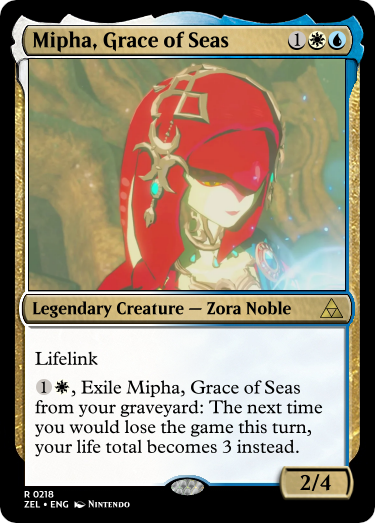 Mipha, Grace of Seas 1
Legendary Creature — Zora Noble
Lifelink
1, Exile Mipha, Grace of Seas
from your graveyard: The next time
you would lose the game this turn,
your life total becomes 3 instead.
2/4
R 0218
ZEL • ENG Nintendo